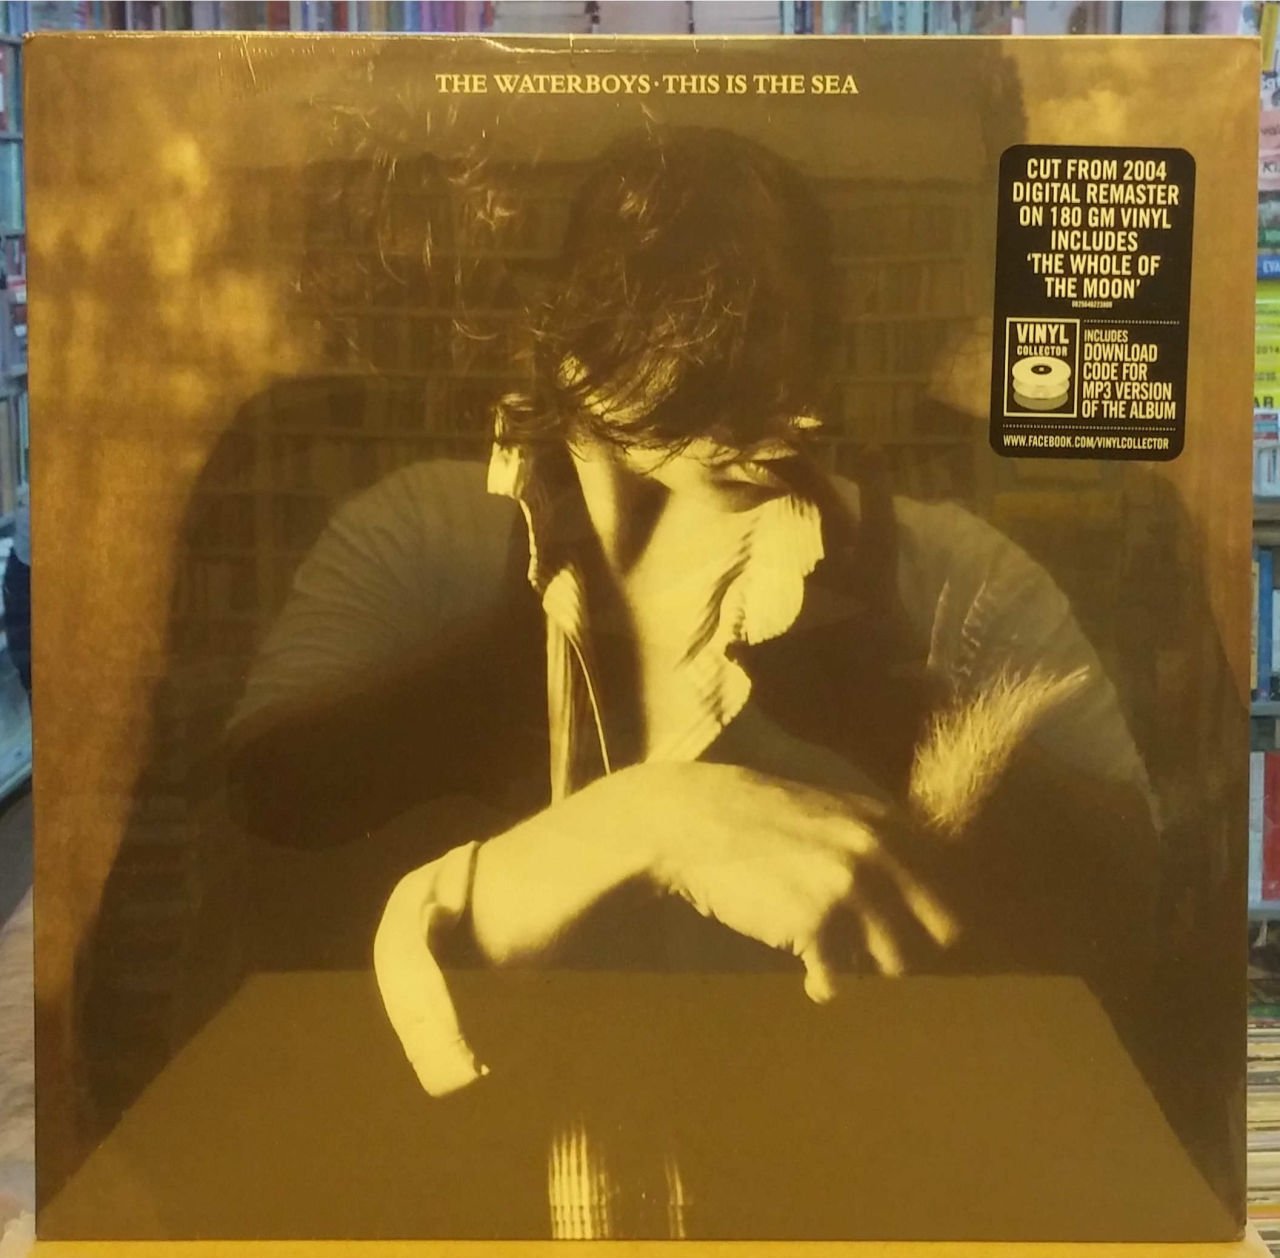 THE WATERBOYS · THIS IS THE SEA
CUT FROM 2004
DIGITAL REMASTER
ON 180 GM VINYL
INCLUDES
‘THE WHOLE OF
THE MOON’
VINYL
COLLECTOR
INCLUDES
DOWNLOAD
CODE FOR
MP3 VERSION
OF THE ALBUM
WWW.FACEBOOK.COM/VINYLCOLLECTOR